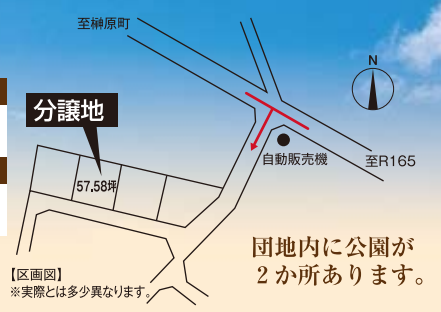 至榊原町
N
分譲地
自動販売機
至R165
57.58坪
団地内に公園が
2か所あります。
【区画図】
※実際とは多少異なります。